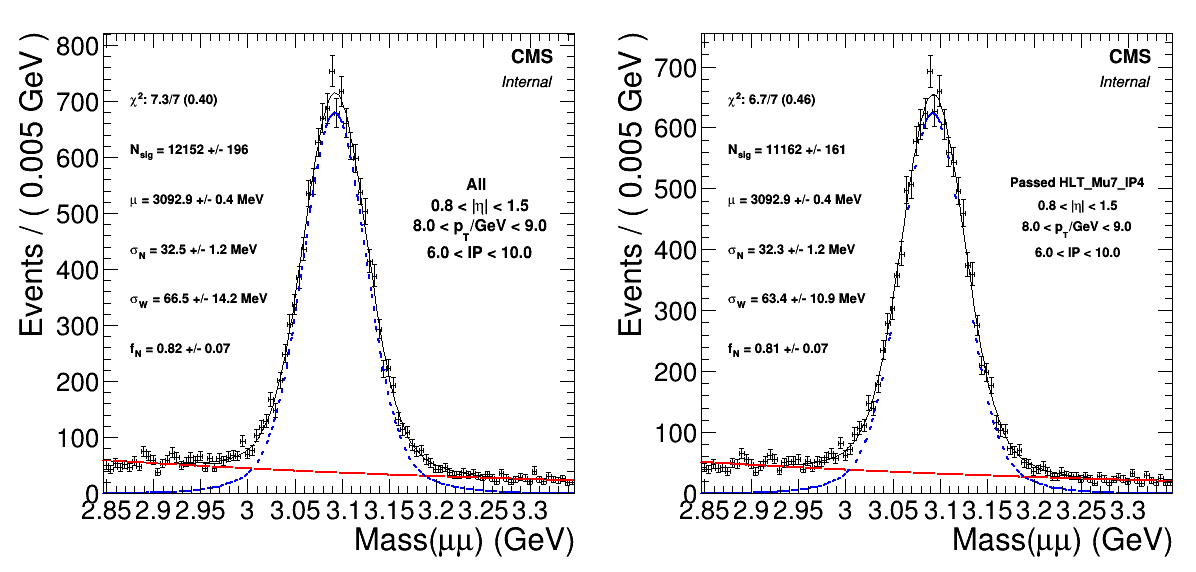 CMS
Internal
χ²: 7.3/7 (0.40)
N_sig = 12152 +/- 196
μ = 3092.9 +/- 0.4 MeV
σ_N = 32.5 +/- 1.2 MeV
σ_W = 66.5 +/- 14.2 MeV
f_N = 0.82 +/- 0.07
All
0.8 < |η| < 1.5
8.0 < p_T/GeV < 9.0
6.0 < IP < 10.0
Events / ( 0.005 GeV )
800
700
600
500
400
300
200
100
0
2.85 2.9 2.95 3 3.05 3.1 3.15 3.2 3.25 3.3
Mass(μμ) (GeV)
CMS
Internal
χ²: 6.7/7 (0.46)
N_sig = 11162 +/- 161
μ = 3092.9 +/- 0.4 MeV
σ_N = 32.3 +/- 1.2 MeV
σ_W = 63.4 +/- 10.9 MeV
f_N = 0.81 +/- 0.07
Passed HLT_Mu7_IP4
0.8 < |η| < 1.5
8.0 < p_T/GeV < 9.0
6.0 < IP < 10.0
Events / ( 0.005 GeV )
700
600
500
400
300
200
100
0
2.85 2.9 2.95 3 3.05 3.1 3.15 3.2 3.25 3.3
Mass(μμ) (GeV)